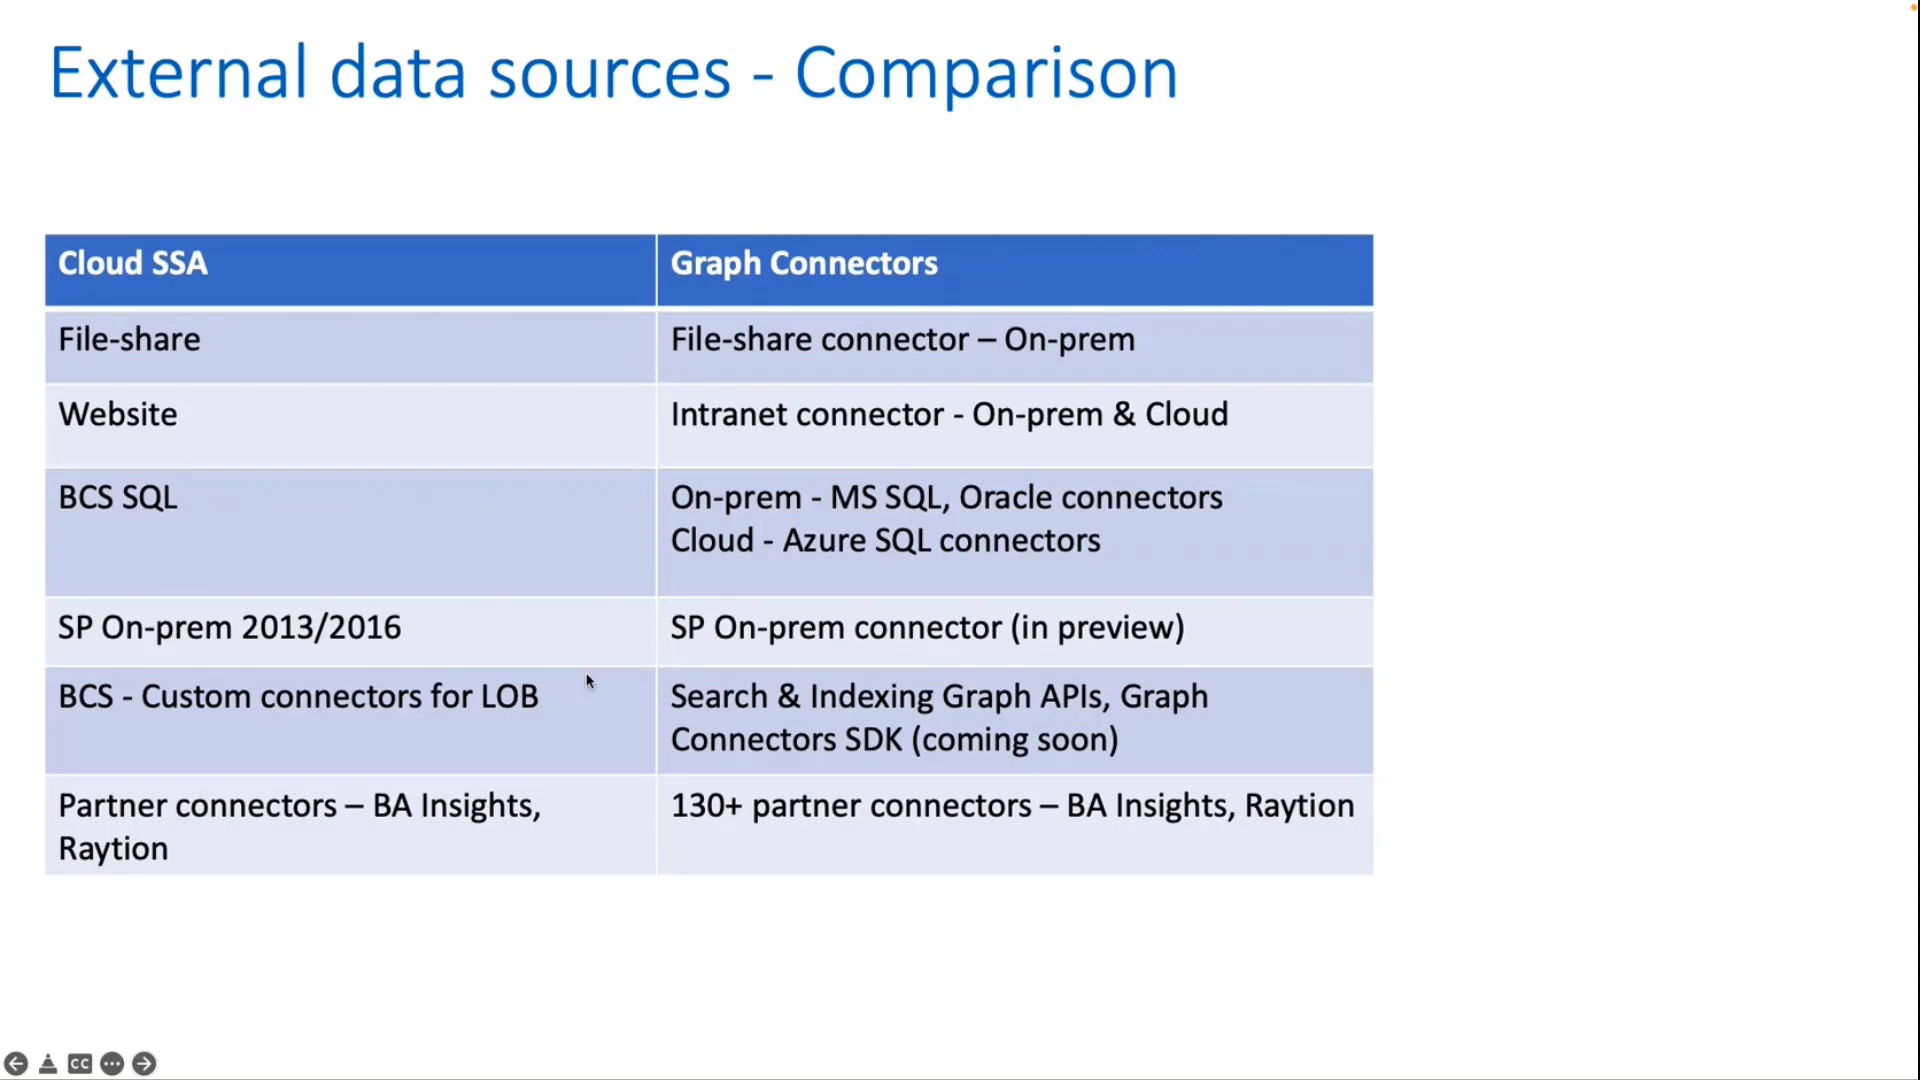 External data sources - Comparison
Cloud SSA
Graph Connectors
File-share
File-share connector – On-prem
Website
Intranet connector - On-prem & Cloud
BCS SQL
On-prem - MS SQL, Oracle connectors
Cloud - Azure SQL connectors
SP On-prem 2013/2016
SP On-prem connector (in preview)
BCS - Custom connectors for LOB
Search & Indexing Graph APIs, Graph
Connectors SDK (coming soon)
Partner connectors – BA Insights,
Raytion
130+ partner connectors – BA Insights, Raytion
CC